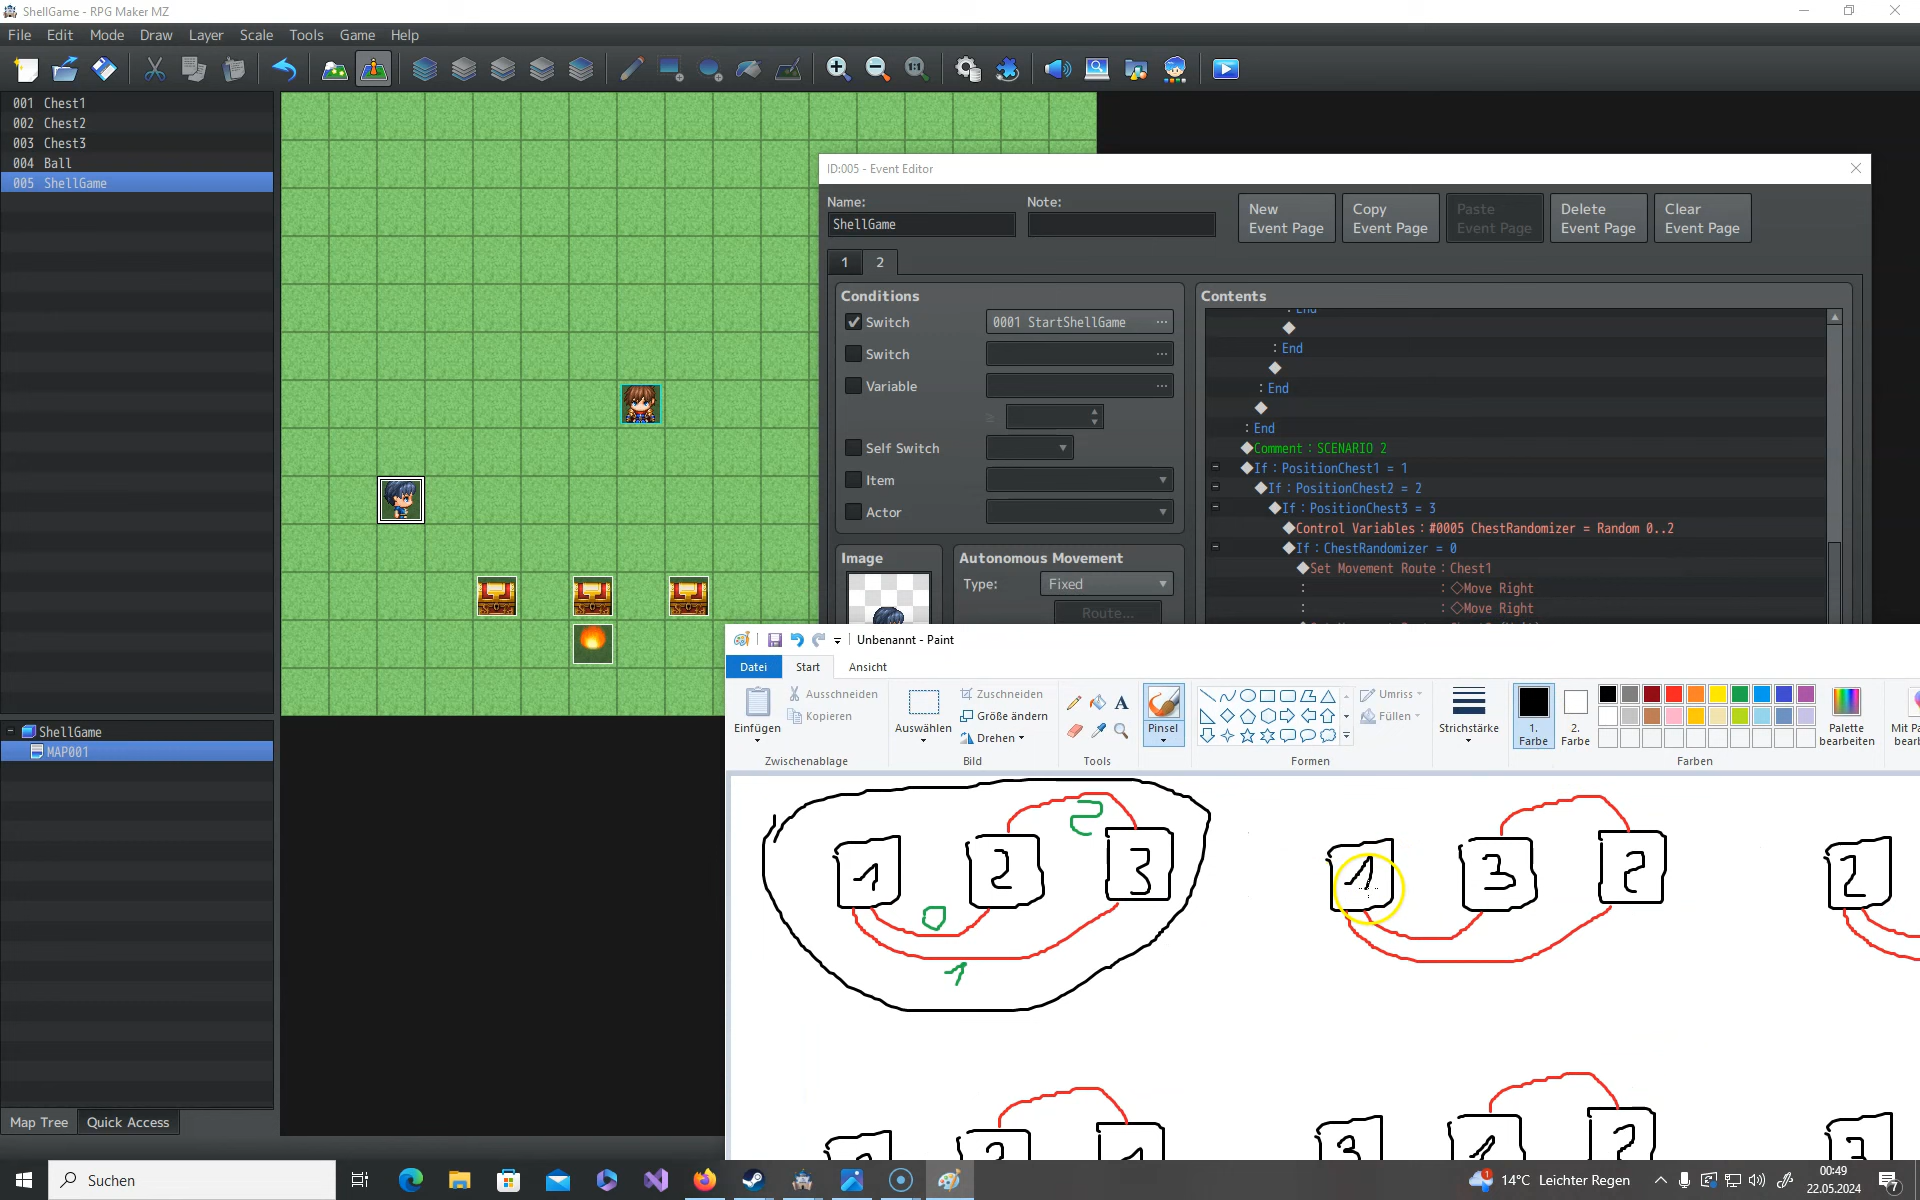 ShellGame - RPG Maker MZ
File Edit Mode Draw Layer Scale Tools Game Help
001 Chest1
002 Chest2
003 Chest3
004 Ball
005 ShellGame
ID:005 - Event Editor
Name:
Note:
ShellGame
New Event Page
Copy Event Page
Paste Event Page
Delete Event Page
Clear Event Page
1 2
Conditions
Switch 0001 StartShellGame ...
Switch ...
Variable ...
≥
Self Switch
Item
Actor
Image
Autonomous Movement
Type: Fixed
Route...
Contents
: End
◆
: End
◆
: End
◆
: End
◆Comment : SCENARIO 2
◆If : PositionChest1 = 1
◆If : PositionChest2 = 2
◆If : PositionChest3 = 3
◆Control Variables : #0005 ChestRandomizer = Random 0..2
◆If : ChestRandomizer = 0
◆Set Movement Route : Chest1
: : ◇Move Right
: : ◇Move Right
Unbenannt - Paint
Datei Start Ansicht
Einfügen
Ausschneiden
Kopieren
Zwischenablage
Auswählen
Zuschneiden
Größe ändern
Drehen
Bild
A
Tools
Pinsel
Umriss
Füllen
Formen
Strichstärke
1. Farbe
2. Farbe
Palette bearbeiten
Farben
1 2 3
2
0
1
1 3 2
2
ShellGame
MAP001
Map Tree Quick Access
Suchen
14°C Leichter Regen
00:49
22.05.2024